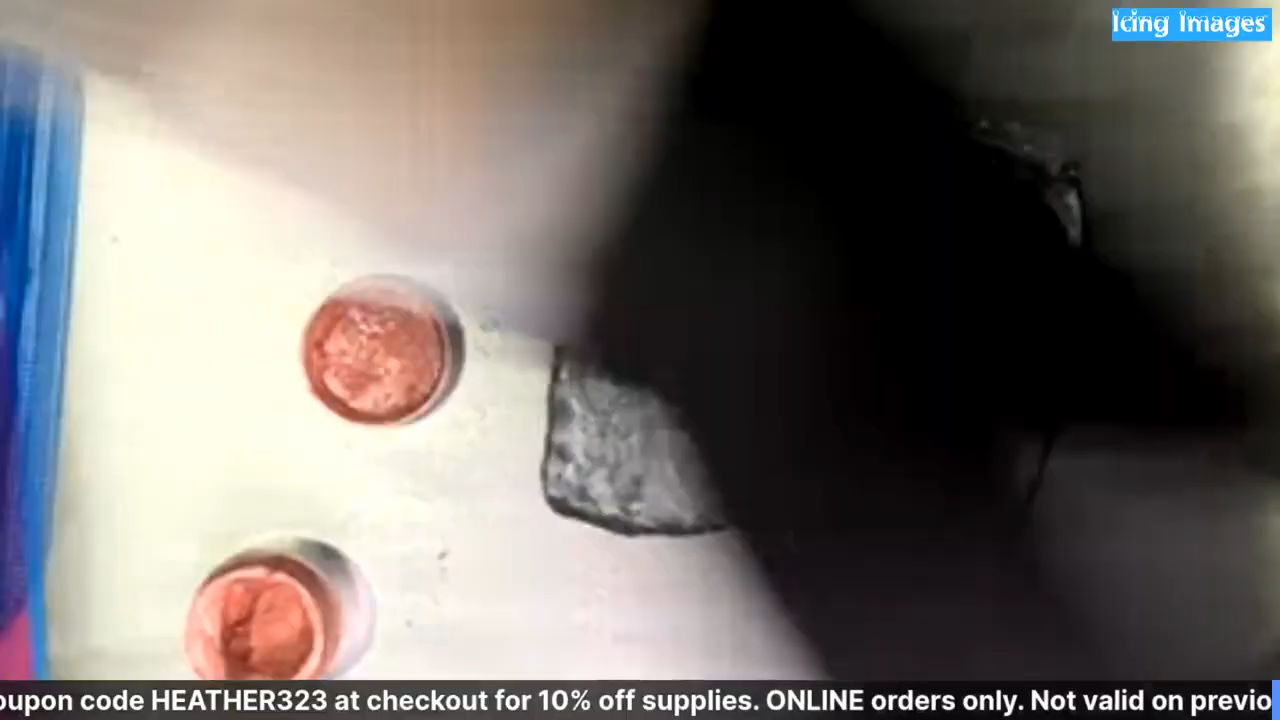 Icing Images
oupon code HEATHER323 at checkout for 10% off supplies. ONLINE orders only. Not valid on previo